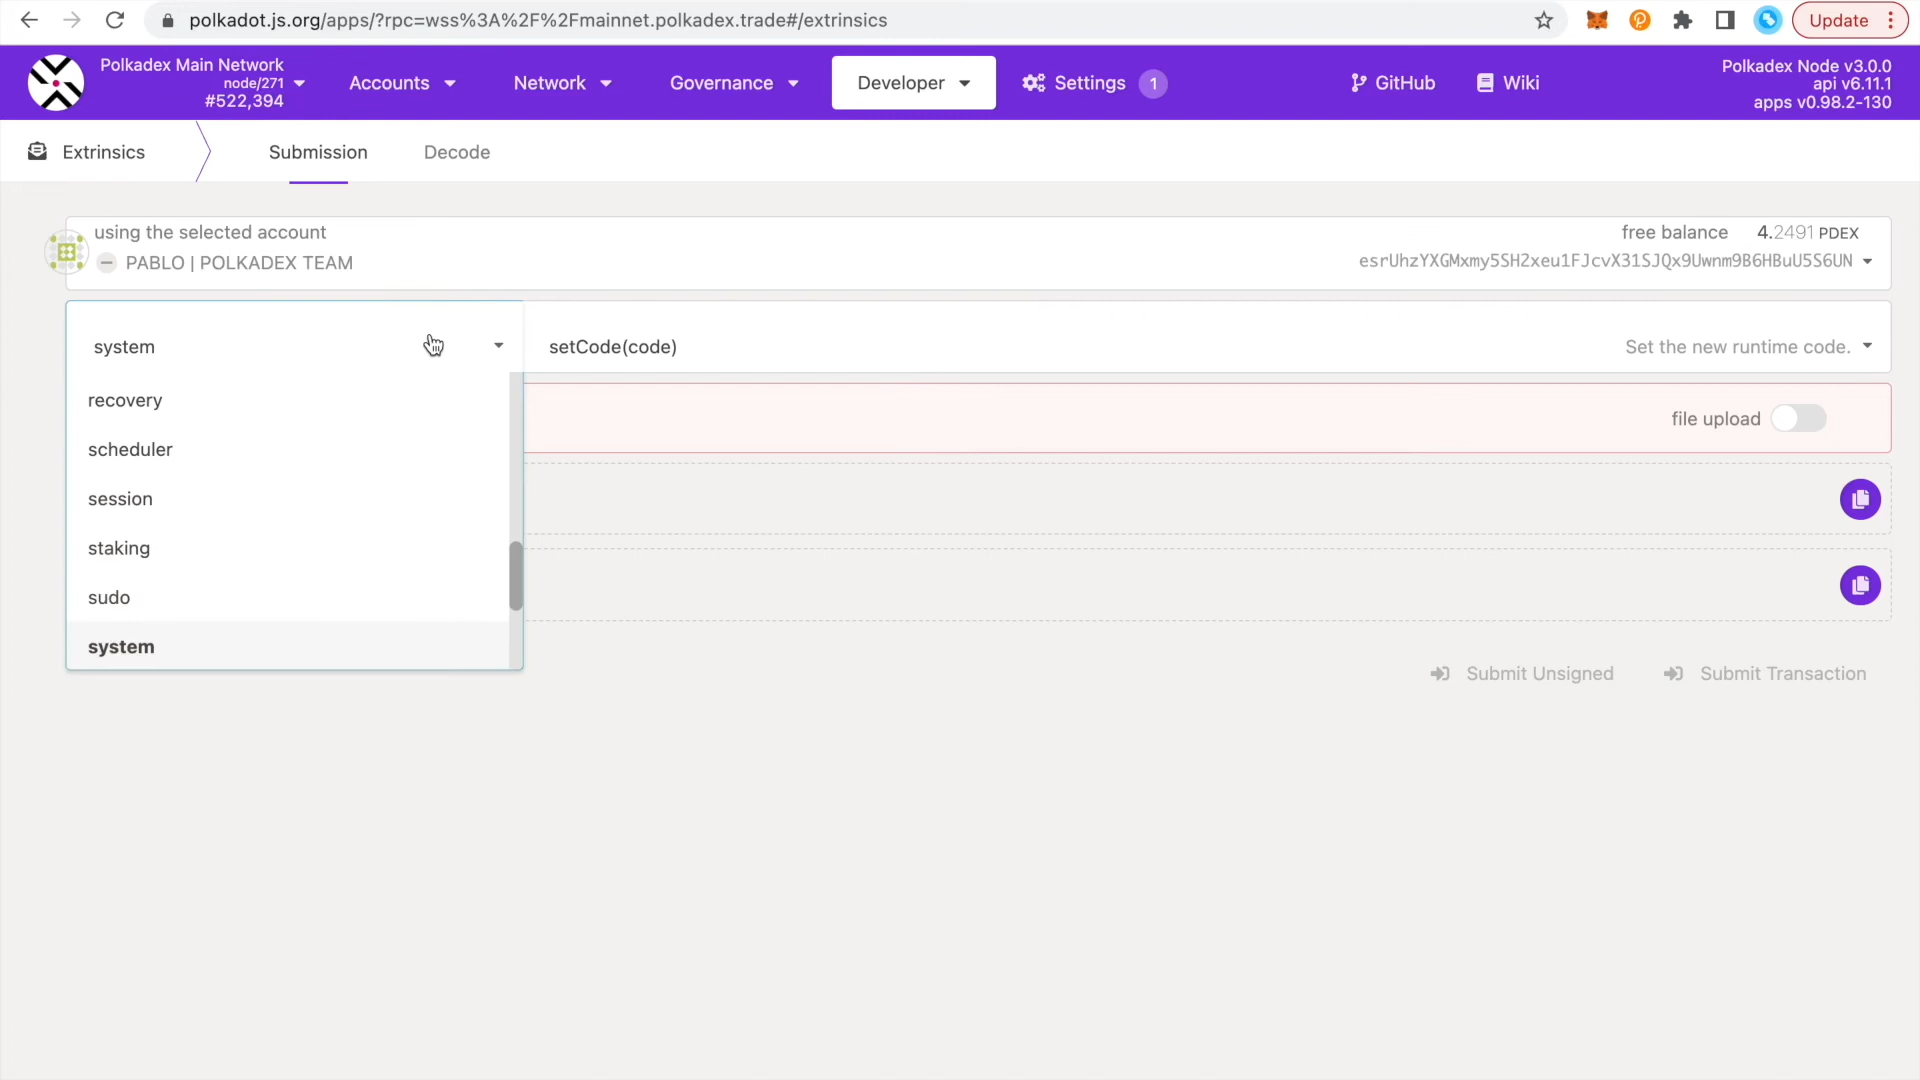 polkadot.js.org/apps/?rpc=wss%3A%2F%2Fmainnet.polkadex.trade#/extrinsics
Update
Polkadex Main Network
node/271
#522,394
Accounts
Network
Governance
Developer
Settings
1
GitHub
Wiki
Polkadex Node v3.0.0
api v6.11.1
apps v0.98.2-130
Extrinsics
Submission
Decode
using the selected account
PABLO | POLKADEX TEAM
free balance 4.2491 PDEX
esrUhzYXGMxmy5SH2xeu1FJcvX31SJQx9Uwnm9B6HBuU5S6UN
system
setCode(code)
Set the new runtime code.
recovery
file upload
scheduler
session
staking
sudo
system
Submit Unsigned
Submit Transaction